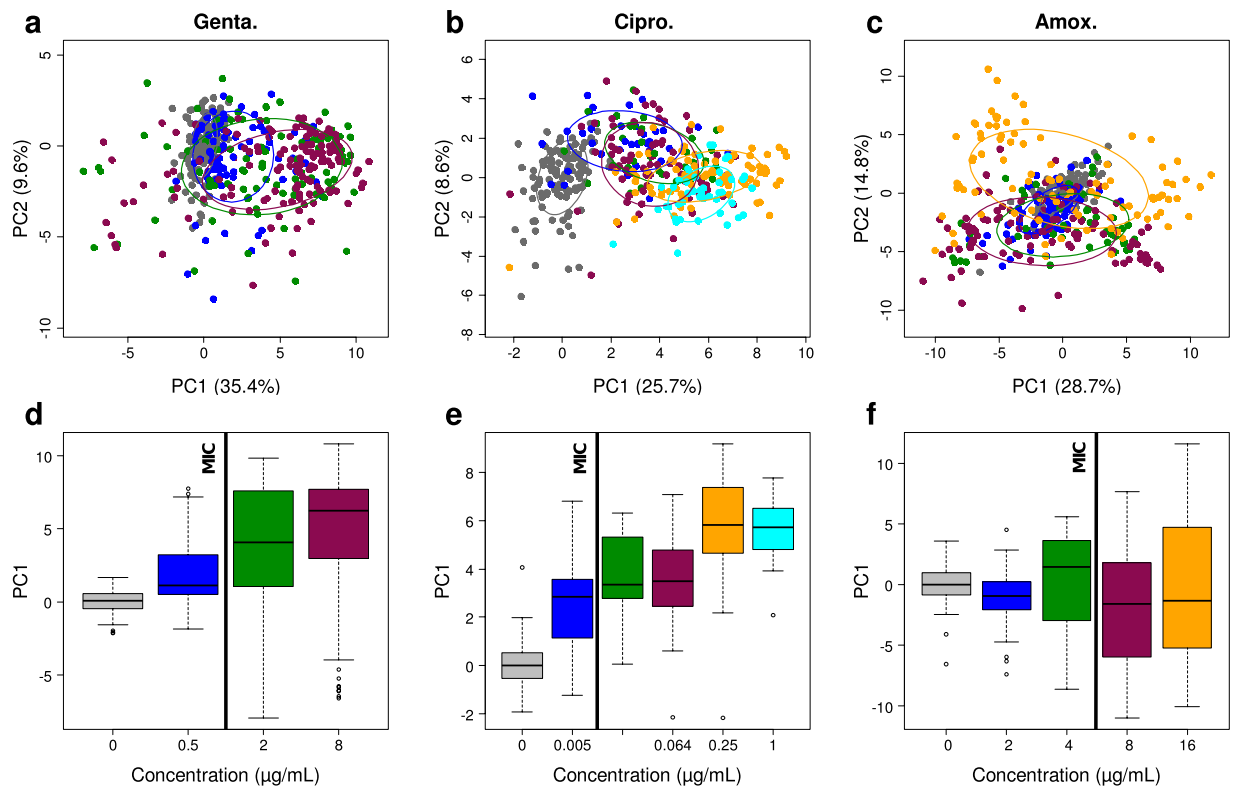 a Genta.
5
0
-5
-10
PC2 (9.6%)
-5 0 5 10
PC1 (35.4%)
b Cipro.
6
4
2
0
-2
-4
-6
-8
PC2 (8.6%)
-2 0 2 4 6 8 10
PC1 (25.7%)
c Amox.
10
5
0
-5
-10
PC2 (14.8%)
-10 -5 0 5 10
PC1 (28.7%)
d
10
5
0
-5
PC1
MIC
0 0.5 2 8
Concentration (µg/mL)
e
8
6
4
2
0
-2
PC1
MIC
0 0.005 0.064 0.25 1
Concentration (µg/mL)
f
10
5
0
-5
-10
PC1
MIC
0 2 4 8 16
Concentration (µg/mL)